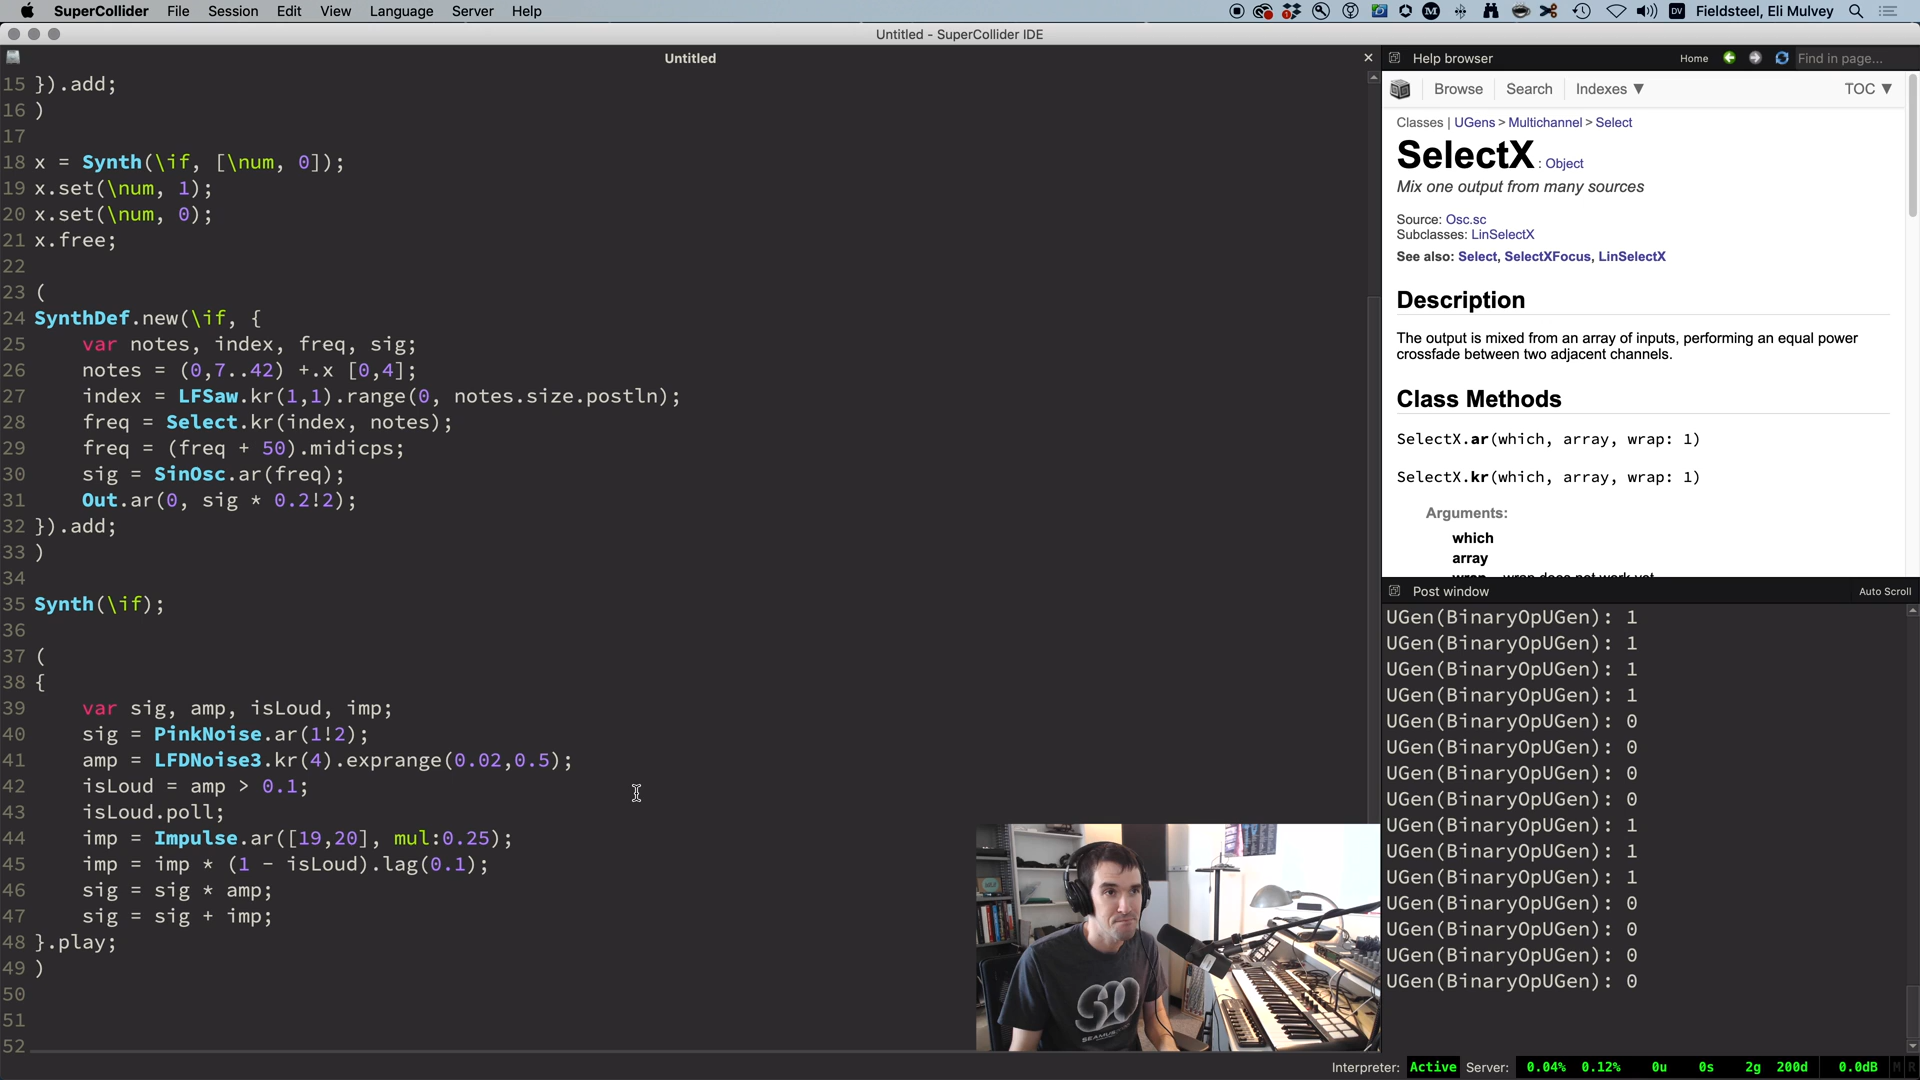 SuperCollider File Session Edit View Language Server Help
Fieldsteel, Eli Mulvey
Untitled - SuperCollider IDE
Untitled
15 }).add;
16 )
17
18 x = Synth(\if, [\num, 0]);
19 x.set(\num, 1);
20 x.set(\num, 0);
21 x.free;
22
23 (
24 SynthDef.new(\if, {
25 var notes, index, freq, sig;
26 notes = (0,7..42) +.x [0,4];
27 index = LFSaw.kr(1,1).range(0, notes.size.postln);
28 freq = Select.kr(index, notes);
29 freq = (freq + 50).midicps;
30 sig = SinOsc.ar(freq);
31 Out.ar(0, sig * 0.2!2);
32 }).add;
33 )
34
35 Synth(\if);
36
37 (
38 {
39 var sig, amp, isLoud, imp;
40 sig = PinkNoise.ar(1!2);
41 amp = LFDNoise3.kr(4).exprange(0.02,0.5);
42 isLoud = amp > 0.1;
43 isLoud.poll;
44 imp = Impulse.ar([19,20], mul:0.25);
45 imp = imp * (1 - isLoud).lag(0.1);
46 sig = sig * amp;
47 sig = sig + imp;
48 }.play;
49 )
50
51
52
Help browser Home Find in page...
Browse Search Indexes ▼ TOC ▼
Classes | UGens > Multichannel > Select
SelectX : Object
Mix one output from many sources
Source: Osc.sc
Subclasses: LinSelectX
See also: Select, SelectXFocus, LinSelectX
Description
The output is mixed from an array of inputs, performing an equal power
crossfade between two adjacent channels.
Class Methods
SelectX.ar(which, array, wrap: 1)
SelectX.kr(which, array, wrap: 1)
Arguments:
which
array
wrap wrap does not work yet
Post window Auto Scroll
UGen(BinaryOpUGen): 1
UGen(BinaryOpUGen): 1
UGen(BinaryOpUGen): 1
UGen(BinaryOpUGen): 1
UGen(BinaryOpUGen): 0
UGen(BinaryOpUGen): 0
UGen(BinaryOpUGen): 0
UGen(BinaryOpUGen): 0
UGen(BinaryOpUGen): 1
UGen(BinaryOpUGen): 1
UGen(BinaryOpUGen): 1
UGen(BinaryOpUGen): 0
UGen(BinaryOpUGen): 0
UGen(BinaryOpUGen): 0
UGen(BinaryOpUGen): 0
SEAMUS
Interpreter: Active Server: 0.04% 0.12% 0u 0s 2g 200d 0.0dB M R